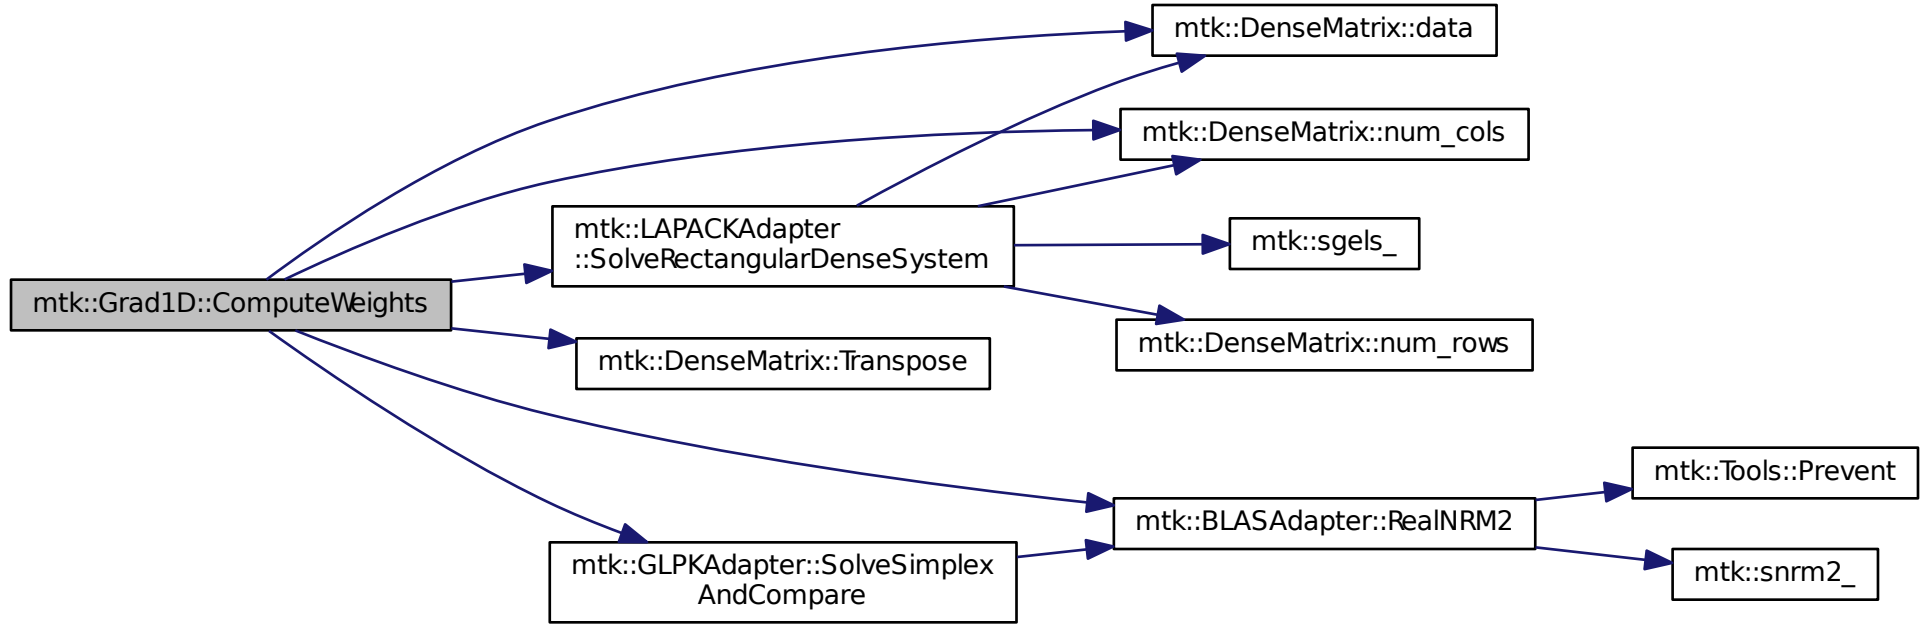 mtk::DenseMatrix::data
mtk::DenseMatrix::num_cols
mtk::LAPACKAdapter
::SolveRectangularDenseSystem
mtk::sgels_
mtk::Grad1D::ComputeWeights
mtk::DenseMatrix::num_rows
mtk::DenseMatrix::Transpose
mtk::Tools::Prevent
mtk::BLASAdapter::RealNRM2
mtk::GLPKAdapter::SolveSimplex
AndCompare
mtk::snrm2_